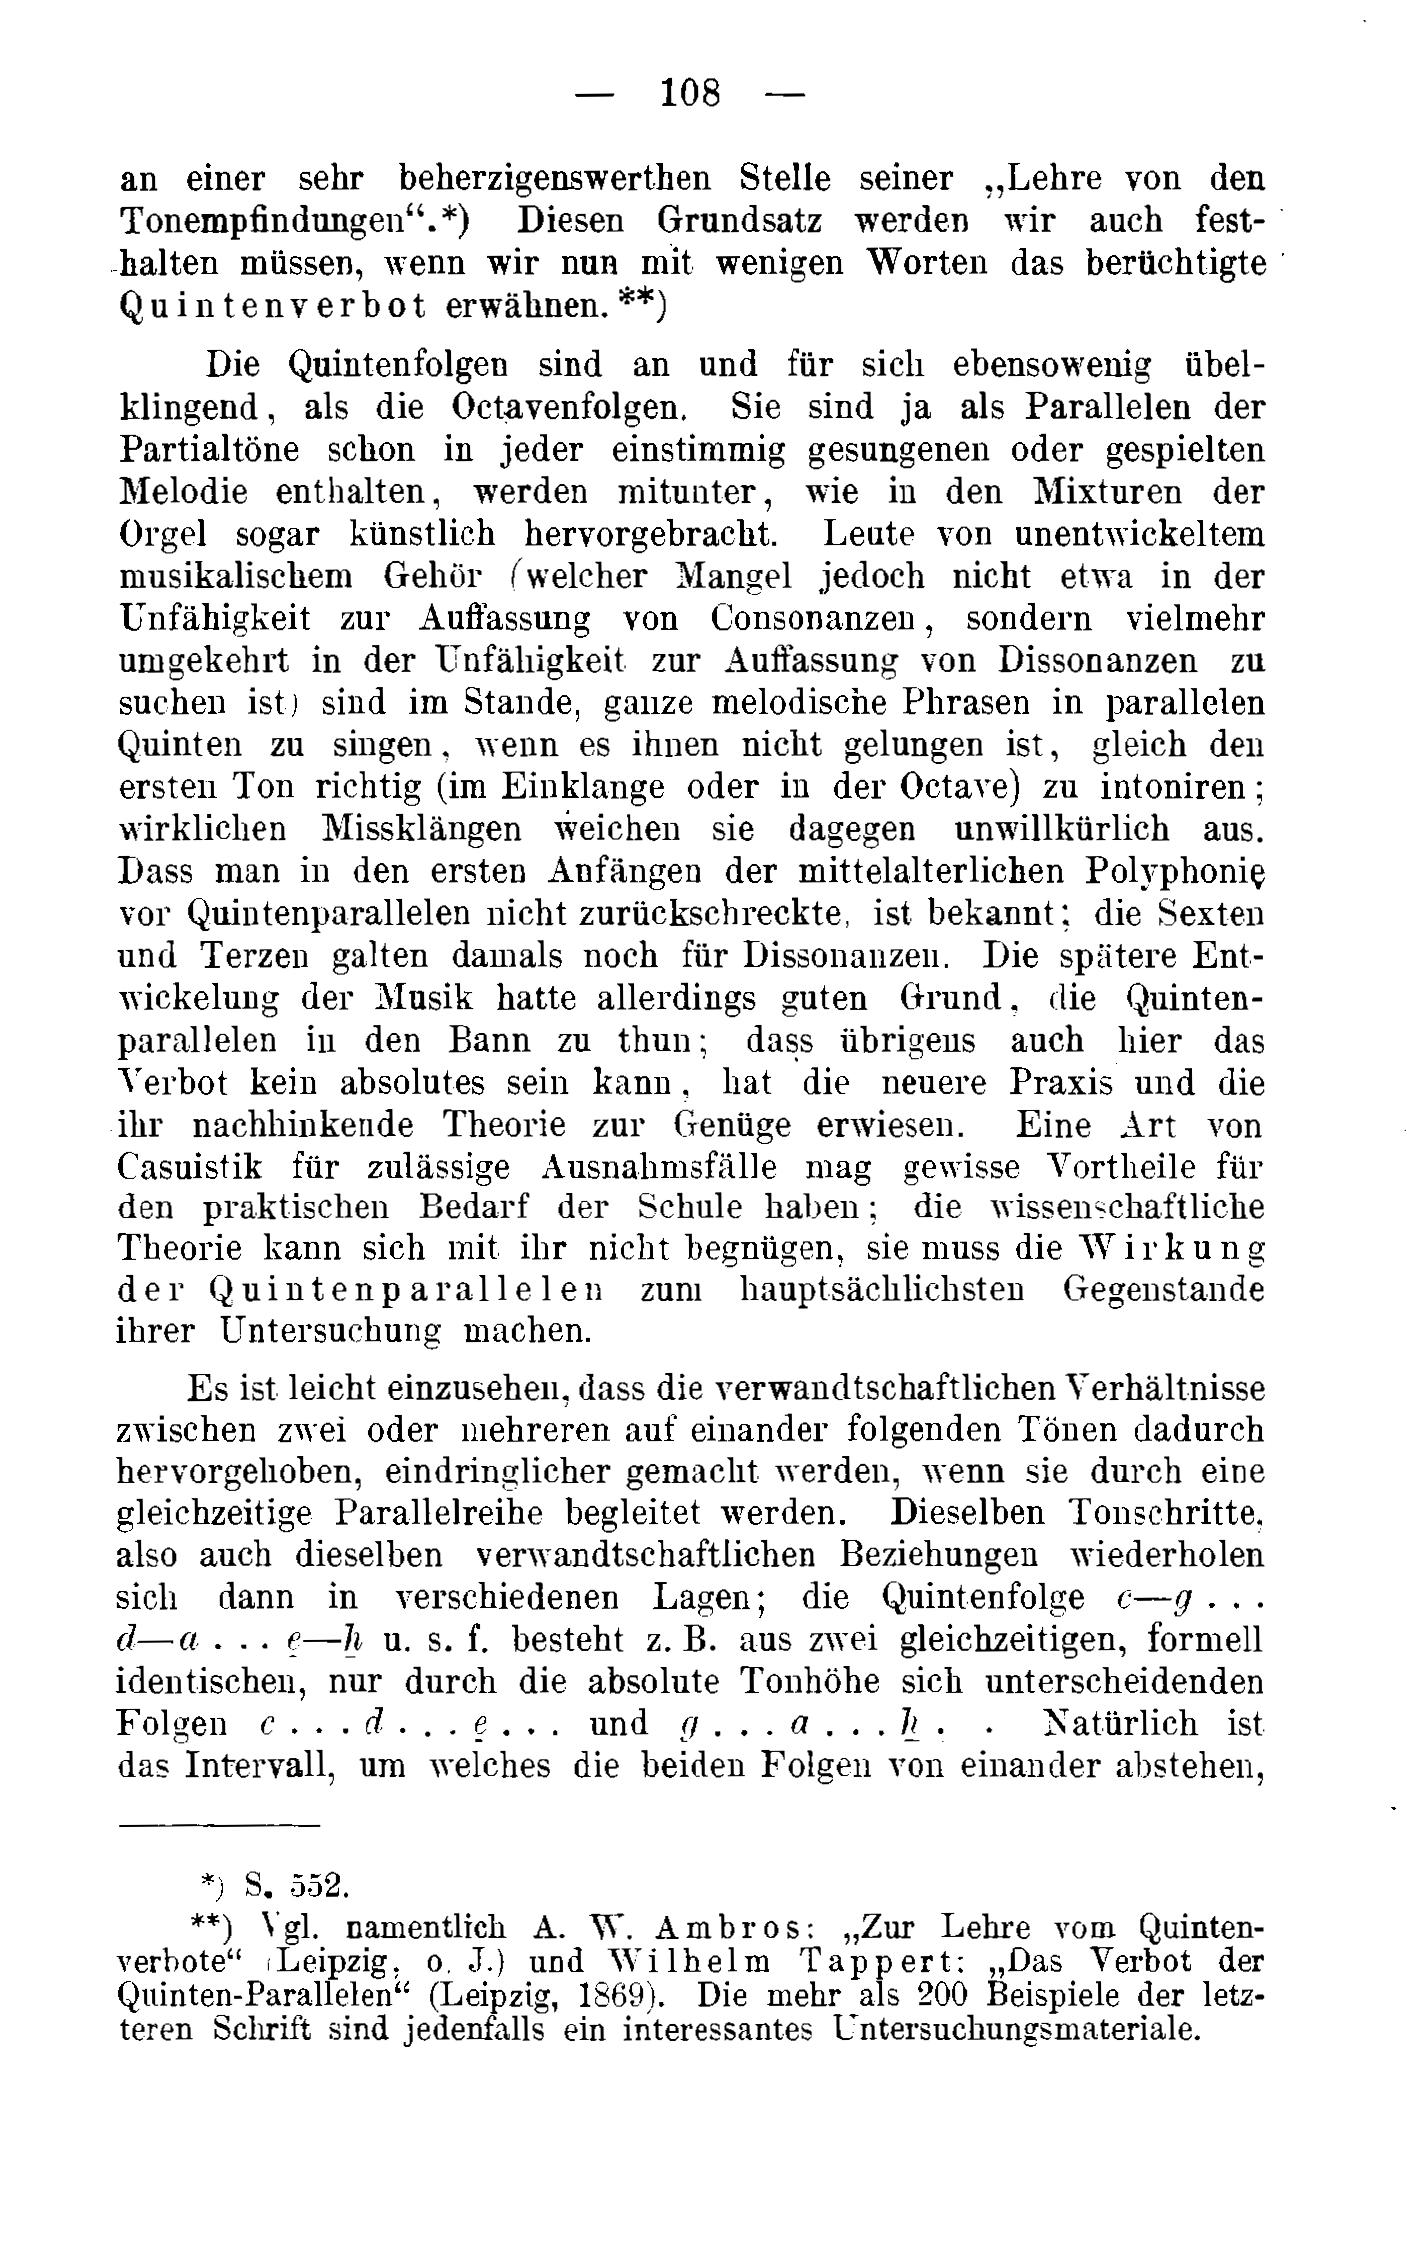 — 108 —
an einer sehr beherzigenswerthen Stelle seiner „Lehre von den
Tonempfindungen“.*) Diesen Grundsatz werden wir auch fest-
halten müssen, wenn wir nun mit wenigen Worten das berüchtigte
Quintenverbot erwähnen.**)
Die Quintenfolgen sind an und für sich ebensowenig übel-
klingend, als die Octavenfolgen. Sie sind ja als Parallelen der
Partialtöne schon in jeder einstimmig gesungenen oder gespielten
Melodie enthalten, werden mitunter, wie in den Mixturen der
Orgel sogar künstlich hervorgebracht. Leute von unentwickeltem
musikalischem Gehör (welcher Mangel jedoch nicht etwa in der
Unfähigkeit zur Auffassung von Consonanzen, sondern vielmehr
umgekehrt in der Unfähigkeit zur Auffassung von Dissonanzen zu
suchen ist) sind im Stande, ganze melodische Phrasen in parallelen
Quinten zu singen, wenn es ihnen nicht gelungen ist, gleich den
ersten Ton richtig (im Einklange oder in der Octave) zu intoniren;
wirklichen Missklängen weichen sie dagegen unwillkürlich aus.
Dass man in den ersten Anfängen der mittelalterlichen Polyphonie
vor Quintenparallelen nicht zurückschreckte, ist bekannt; die Sexten
und Terzen galten damals noch für Dissonanzen. Die spätere Ent-
wickelung der Musik hatte allerdings guten Grund, die Quinten-
parallelen in den Bann zu thun; dass übrigens auch hier das
Verbot kein absolutes sein kann, hat die neuere Praxis und die
ihr nachhinkende Theorie zur Genüge erwiesen. Eine Art von
Casuistik für zulässige Ausnahmsfälle mag gewisse Vortheile für
den praktischen Bedarf der Schule haben; die wissenschaftliche
Theorie kann sich mit ihr nicht begnügen, sie muss die Wirkung
der Quintenparallelen zum hauptsächlichsten Gegenstande
ihrer Untersuchung machen.
Es ist leicht einzusehen, dass die verwandtschaftlichen Verhältnisse
zwischen zwei oder mehreren auf einander folgenden Tönen dadurch
hervorgehoben, eindringlicher gemacht werden, wenn sie durch eine
gleichzeitige Parallelreihe begleitet werden. Dieselben Tonschritte,
also auch dieselben verwandtschaftlichen Beziehungen wiederholen
sich dann in verschiedenen Lagen; die Quintenfolge c—g . . .
d—a . . . e̱—ẖ u. s. f. besteht z. B. aus zwei gleichzeitigen, formell
identischen, nur durch die absolute Tonhöhe sich unterscheidenden
Folgen c . . . d . . . e̱ . . . und g . . . a . . . ẖ . . Natürlich ist
das Intervall, um welches die beiden Folgen von einander abstehen,
*) S. 552.
**) Vgl. namentlich A. W. Ambros: „Zur Lehre vom Quinten-
verbote“ (Leipzig, o. J.) und Wilhelm Tappert: „Das Verbot der
Quinten-Parallelen“ (Leipzig, 1869). Die mehr als 200 Beispiele der letz-
teren Schrift sind jedenfalls ein interessantes Untersuchungsmateriale.